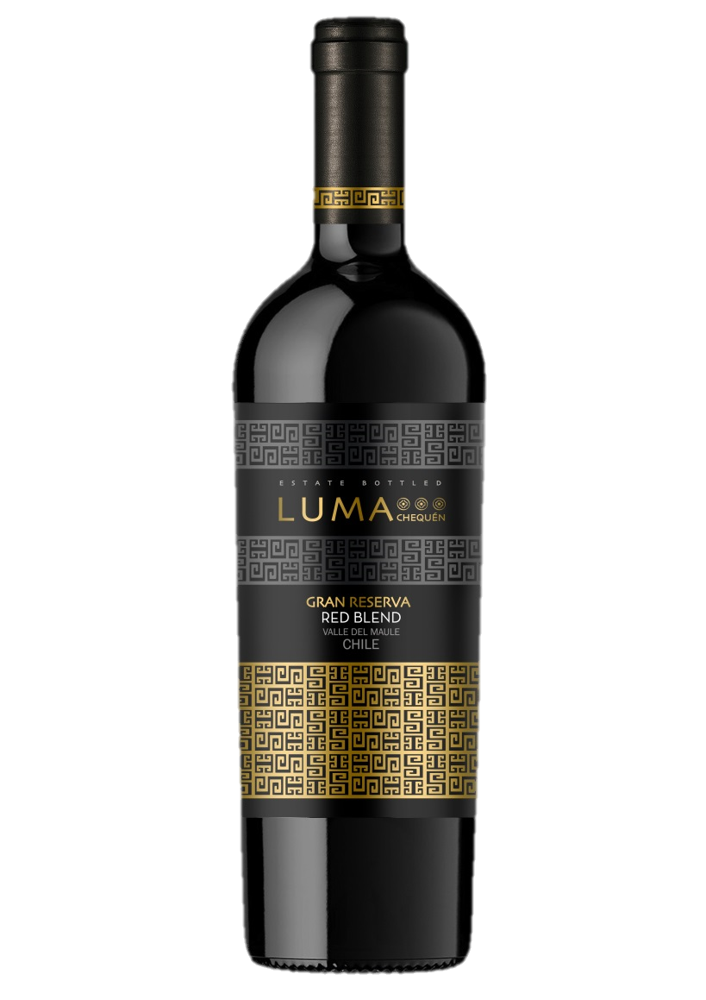 ESTATE BOTTLED
LUMA CHEQUÉN
GRAN RESERVA
RED BLEND
VALLE DEL MAULE
CHILE